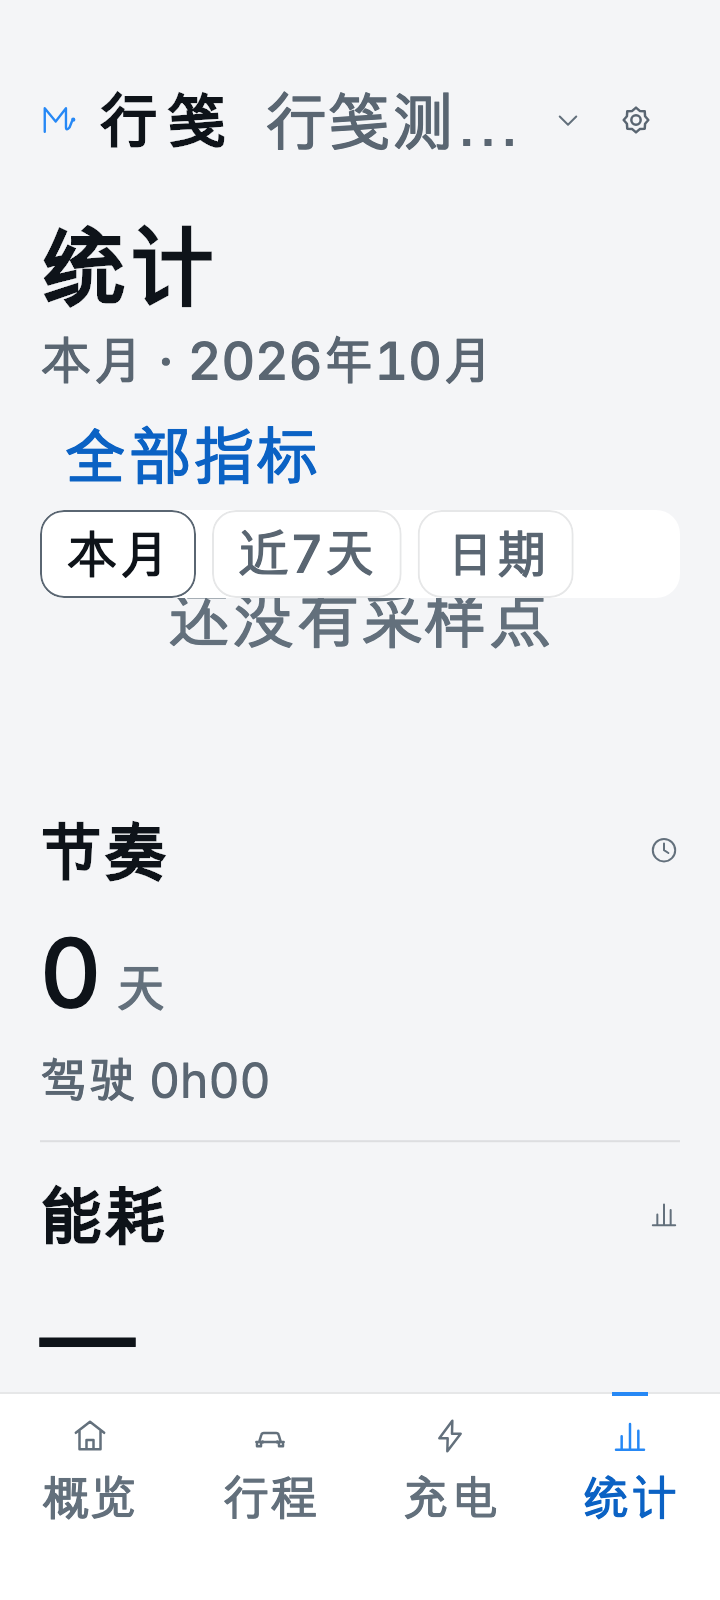 行笺 行笺测...
统计
本月 · 2026年10月
全部指标
本月 近7天 日期
还没有采样点
节奏
0 天
驾驶 0h00
能耗
—
概览 行程 充电 统计